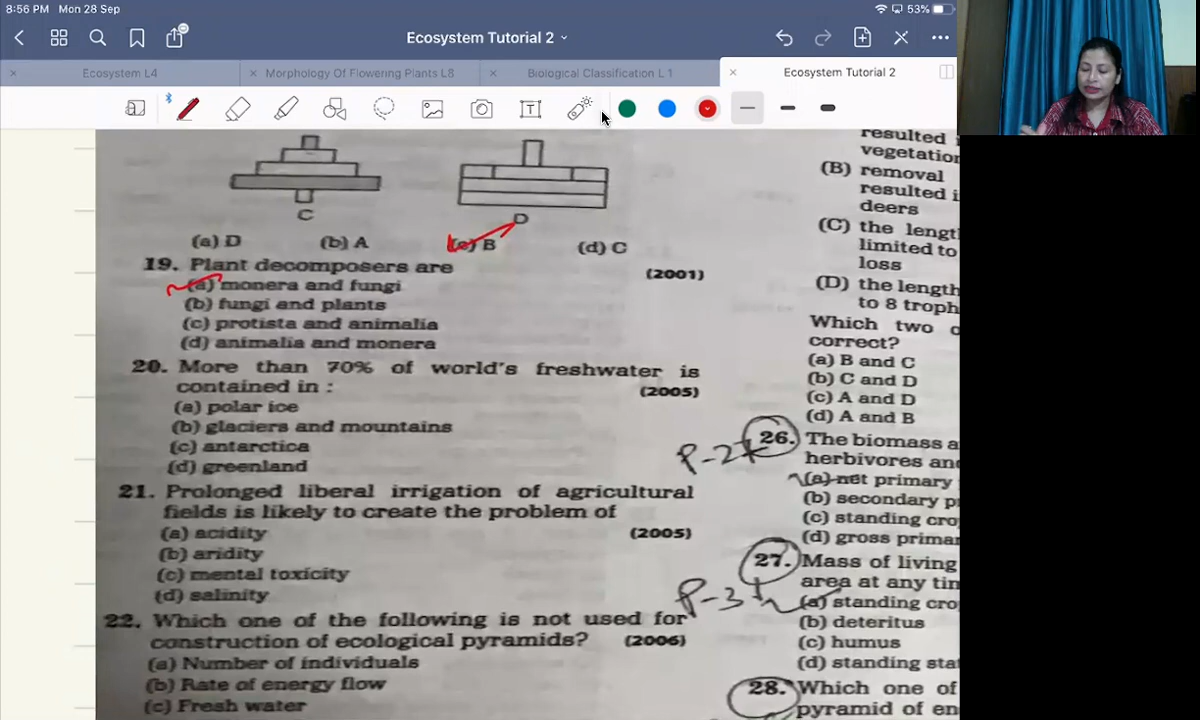 8:56 PM Mon 28 Sep
53%
Ecosystem Tutorial 2
Ecosystem L4
Morphology Of Flowering Plants L8
Biological Classification L 1
Ecosystem Tutorial 2
T
C
D
(a) D (b) A (c) B (d) C
19. Plant decomposers are (2001)
(a) monera and fungi
(b) fungi and plants
(c) protista and animalia
(d) animalia and monera
20. More than 70% of world's freshwater is
contained in : (2005)
(a) polar ice
(b) glaciers and mountains
(c) antarctica
(d) greenland
21. Prolonged liberal irrigation of agricultural
fields is likely to create the problem of
(a) acidity (2005)
(b) aridity
(c) mental toxicity
(d) salinity
22. Which one of the following is not used for
construction of ecological pyramids? (2006)
(a) Number of individuals
(b) Rate of energy flow
(c) Fresh water
resulted i
vegetation
(B) removal
resulted i
deers
(C) the lengt
limited to
loss
(D) the length
to 8 troph
Which two c
correct?
(a) B and C
(b) C and D
(c) A and D
(d) A and B
P-2
26. The biomass a
herbivores and
(a) net primary
(b) secondary p
(c) standing cro
(d) gross primar
27. Mass of living
area at any tim
P-3
(a) standing cro
(b) deteritus
(c) humus
(d) standing sta
28. Which one of
pyramid of en